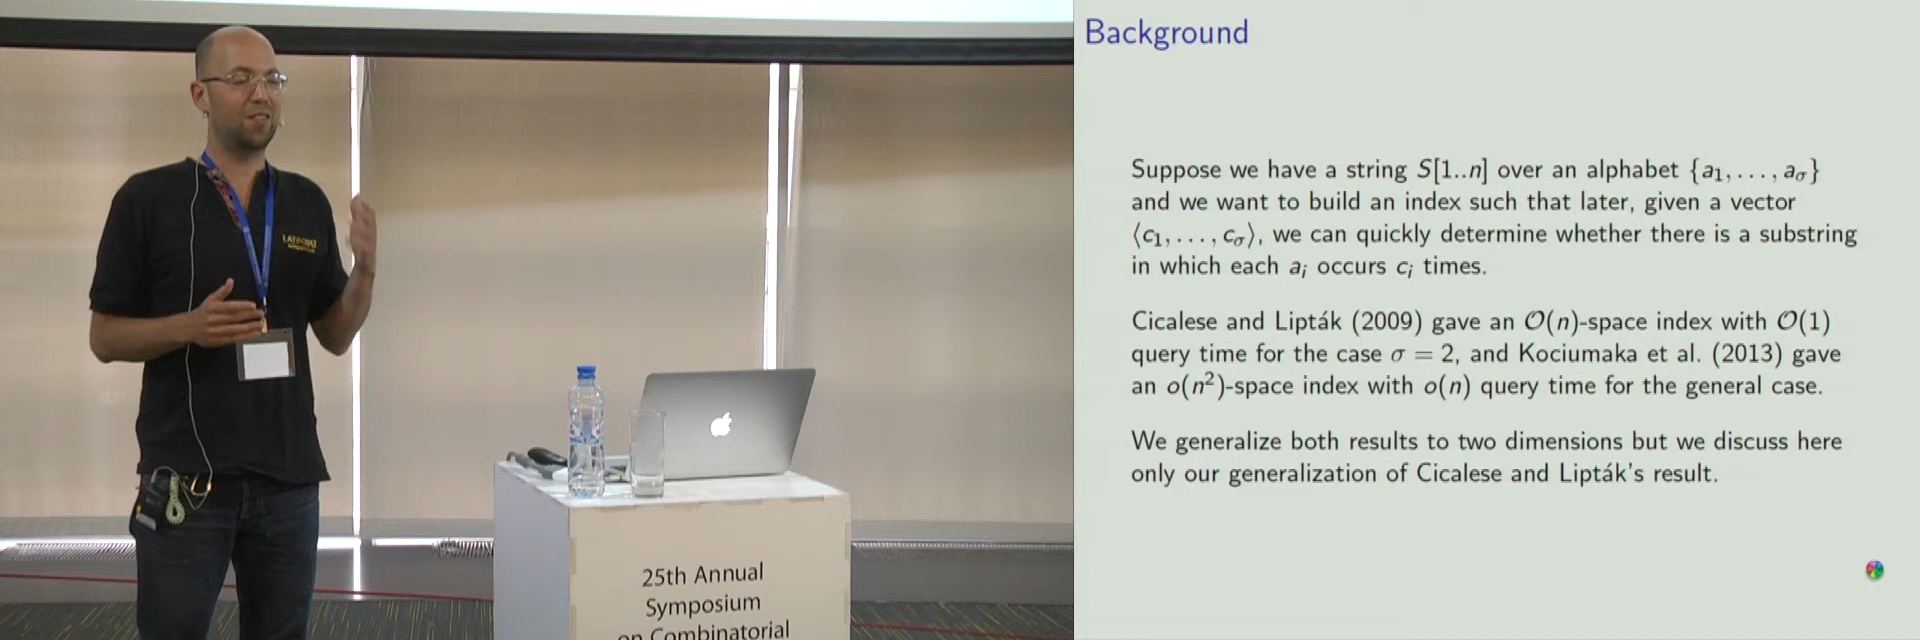 Background
Suppose we have a string S[1..n] over an alphabet {a₁, . . . , aσ}
and we want to build an index such that later, given a vector
⟨c₁, . . . , cσ⟩, we can quickly determine whether there is a substring
in which each aᵢ occurs cᵢ times.
Cicalese and Lipták (2009) gave an O(n)-space index with O(1)
query time for the case σ = 2, and Kociumaka et al. (2013) gave
an o(n²)-space index with o(n) query time for the general case.
We generalize both results to two dimensions but we discuss here
only our generalization of Cicalese and Lipták's result.
25th Annual
Symposium
on Combinatorial